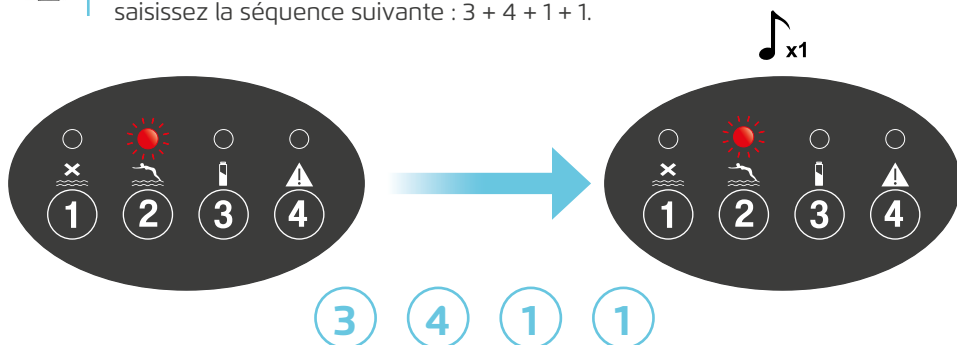 saisissez la séquence suivante : 3 + 4 + 1 + 1.
x1
1 2 3 4
1 2 3 4
3 4 1 1